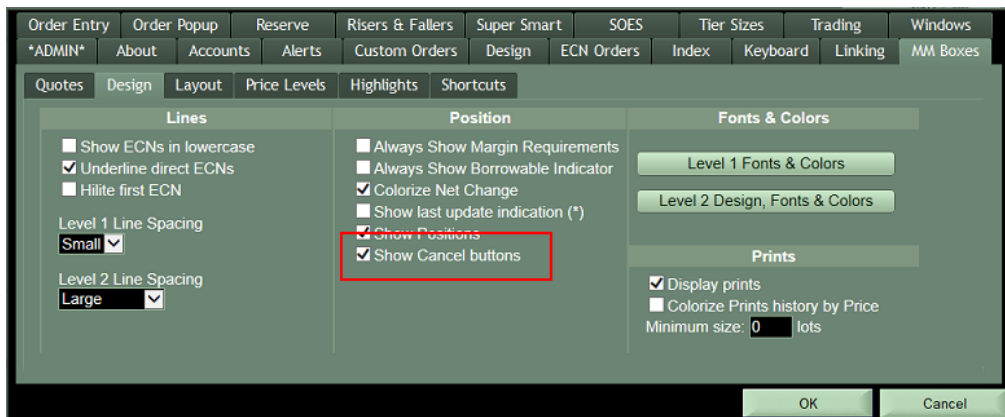 Order Entry Order Popup Reserve Risers & Fallers Super Smart SOES Tier Sizes Trading Windows
*ADMIN* About Accounts Alerts Custom Orders Design ECN Orders Index Keyboard Linking MM Boxes
Quotes Design Layout Price Levels Highlights Shortcuts
Lines
Show ECNs in lowercase
Underline direct ECNs
Hilite first ECN
Level 1 Line Spacing
Small
Level 2 Line Spacing
Large
Position
Always Show Margin Requirements
Always Show Borrowable Indicator
Colorize Net Change
Show last update indication (*)
Show Positions
Show Cancel buttons
Fonts & Colors
Level 1 Fonts & Colors
Level 2 Design, Fonts & Colors
Prints
Display prints
Colorize Prints history by Price
Minimum size: 0 lots
OK Cancel